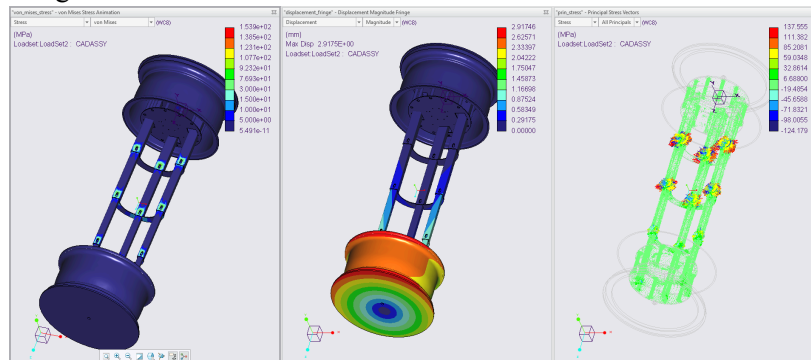 "von_mises_stress" - von Mises Stress Animation
Stress
von Mises
(WCS)
(MPa)
Loadset:LoadSet2 : CADASSY
1.539e+02
1.385e+02
1.231e+02
1.077e+02
9.232e+01
7.693e+01
3.000e+01
1.500e+01
1.000e+01
5.000e+00
5.491e-11
"displacement_fringe" - Displacement Magnitude Fringe
Displacement
Magnitude
(WCS)
(mm)
Max Disp 2.9175E+00
Loadset:LoadSet2 : CADASSY
2.91746
2.62571
2.33397
2.04222
1.75047
1.45873
1.16698
0.87524
0.58349
0.29175
0.00000
"prin_stress" - Principal Stress Vectors
Stress
All Principals
(WCS)
(MPa)
Loadset:LoadSet2 : CADASSY
137.555
111.382
85.2081
59.0348
32.8614
6.68800
-19.4854
-45.6588
-71.8321
-98.0055
-124.179